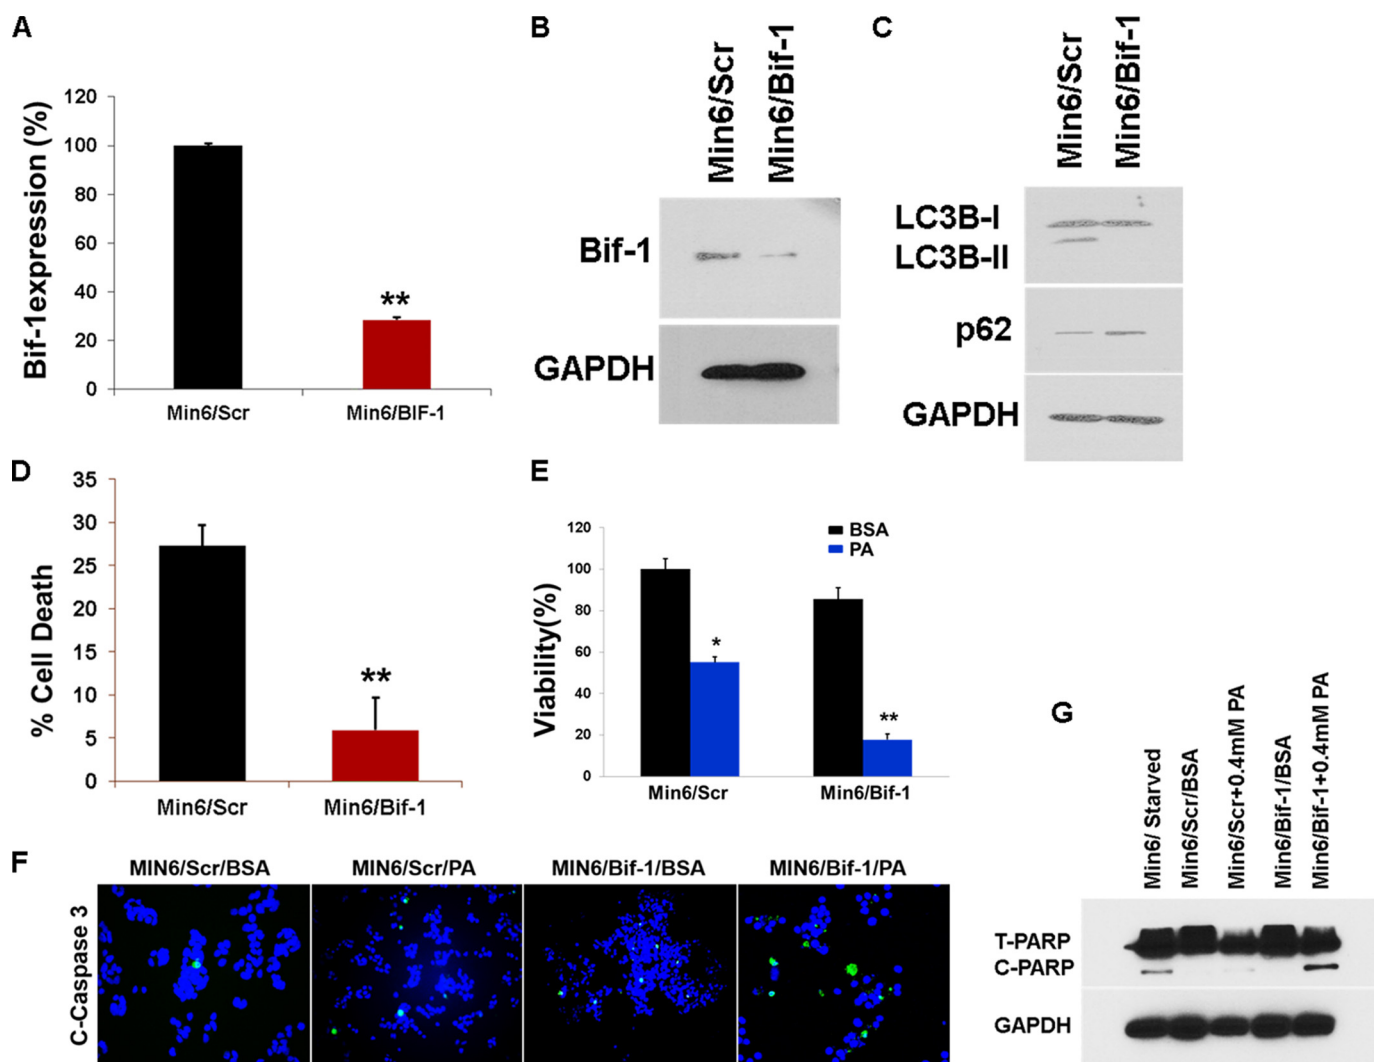 A
Bif-1expression (%)
120
100
80
60
40
20
0
**
Min6/Scr
Min6/BIF-1
B
Min6/Scr
Min6/Bif-1
Bif-1
GAPDH
C
Min6/Scr
Min6/Bif-1
LC3B-I
LC3B-II
p62
GAPDH
D
% Cell Death
35
30
25
20
15
10
5
0
**
Min6/Scr
Min6/Bif-1
E
Viability(%)
120
100
80
60
40
20
0
BSA
PA
*
**
Min6/Scr
Min6/Bif-1
F
C-Caspase 3
MIN6/Scr/BSA
MIN6/Scr/PA
MIN6/Bif-1/BSA
MIN6/Bif-1/PA
G
Min6/ Starved
Min6/Scr/BSA
Min6/Scr+0.4mM PA
Min6/Bif-1/BSA
Min6/Bif-1+0.4mM PA
T-PARP
C-PARP
GAPDH